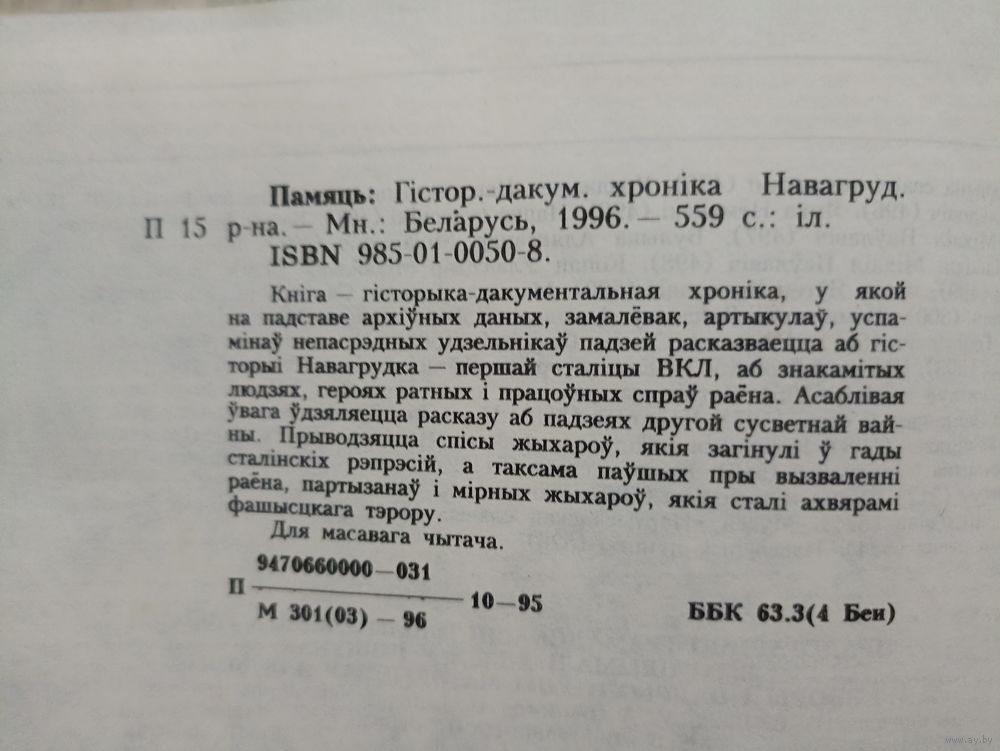 Памяць: Гістор.-дакум. хроніка Навагруд.
П 15 р-на. — Мн.: Беларусь, 1996. — 559 с.: іл.
ISBN 985-01-0050-8.
Кніга — гісторыка-дакументальная хроніка, у якой
на падставе архіўных даных, замалёвак, артыкулаў, успа-
мінаў непасрэдных удзельнікаў падзей расказваецца аб гіс-
торыі Навагрудка — першай сталіцы ВКЛ, аб знакамітых
людзях, героях ратных і працоўных спраў раёна. Асаблівая
ўвага ўдзяляецца расказу аб падзеях другой сусветнай вай-
ны. Прыводзяцца спісы жыхароў, якія загінулі ў гады
сталінскіх рэпрэсій, а таксама паўшых пры вызваленні
раёна, партызанаў і мірных жыхароў, якія сталі ахвярамі
фашысцкага тэрору.
Для масавага чытача.
9470660000—031
П 10—95
М 301(03) — 96
ББК 63.3(4 Беи)
www.ay.by